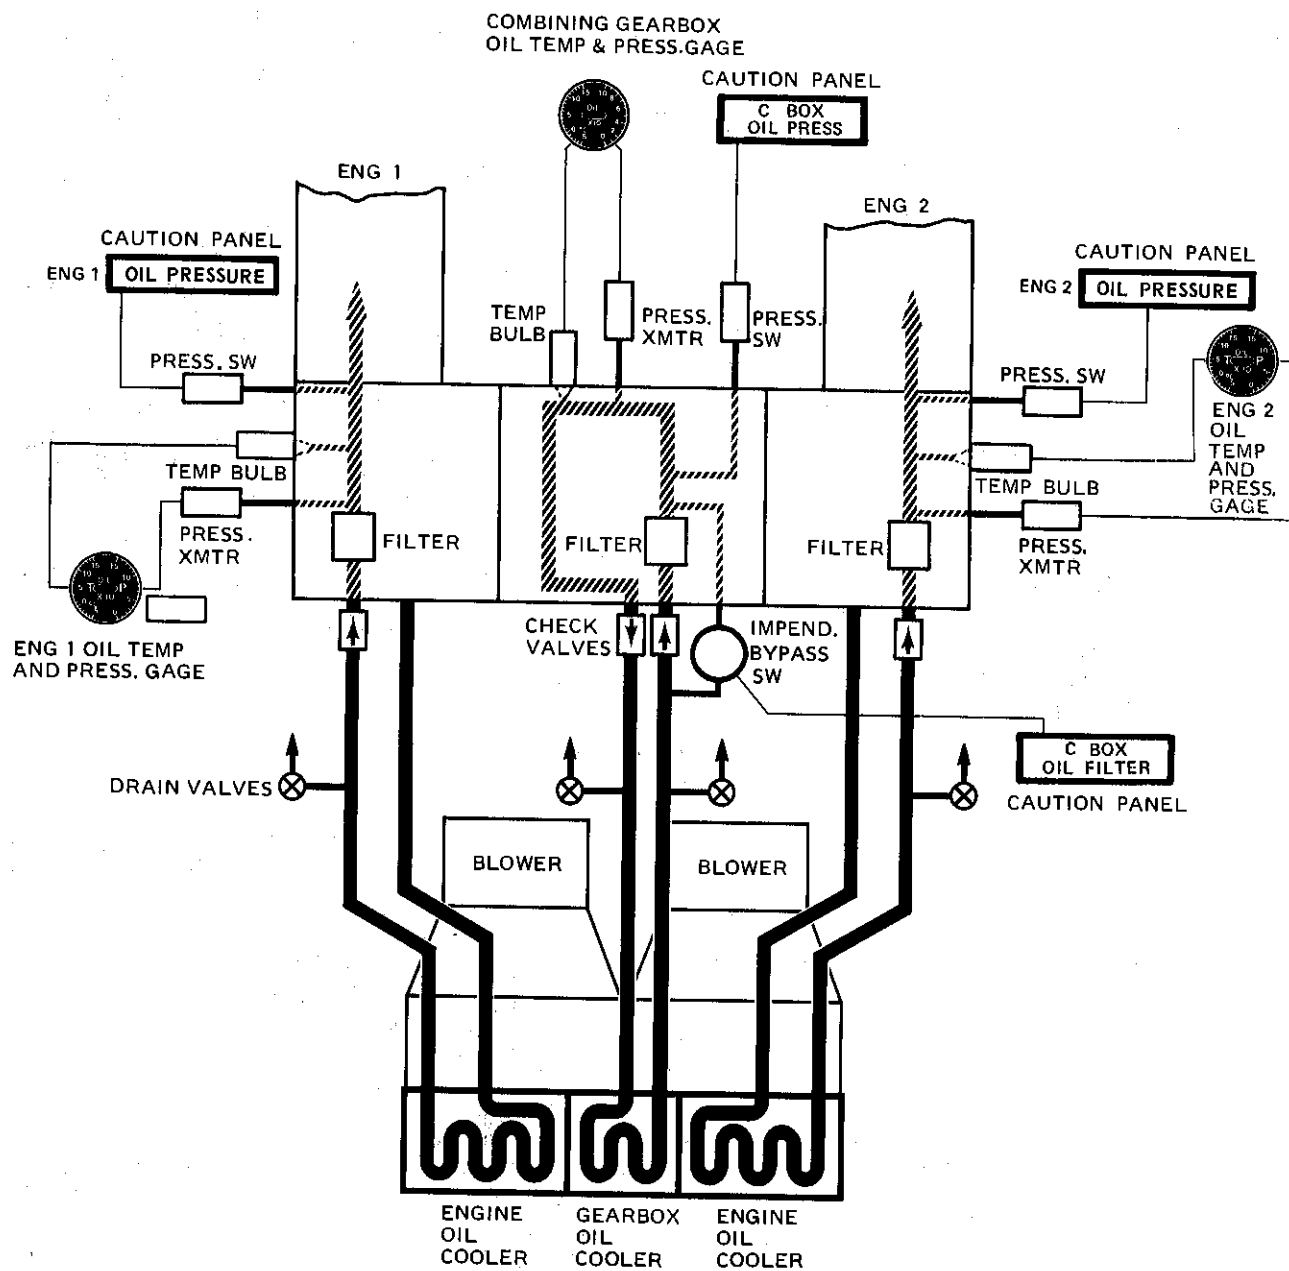 COMBINING GEARBOX
OIL TEMP & PRESS.GAGE
CAUTION PANEL
C BOX
OIL PRESS
ENG 1
ENG 2
CAUTION PANEL
ENG 1 OIL PRESSURE
CAUTION PANEL
ENG 2 OIL PRESSURE
TEMP
BULB
PRESS.
XMTR
PRESS.
SW
PRESS. SW
PRESS. SW
ENG 2
OIL
TEMP
AND
PRESS.
GAGE
TEMP BULB
TEMP BULB
PRESS.
XMTR
FILTER
FILTER
FILTER
PRESS.
XMTR
ENG 1 OIL TEMP
AND PRESS. GAGE
CHECK
VALVES
IMPEND.
BYPASS
SW
C BOX
OIL FILTER
CAUTION PANEL
DRAIN VALVES
BLOWER
BLOWER
ENGINE
OIL
COOLER
GEARBOX
OIL
COOLER
ENGINE
OIL
COOLER